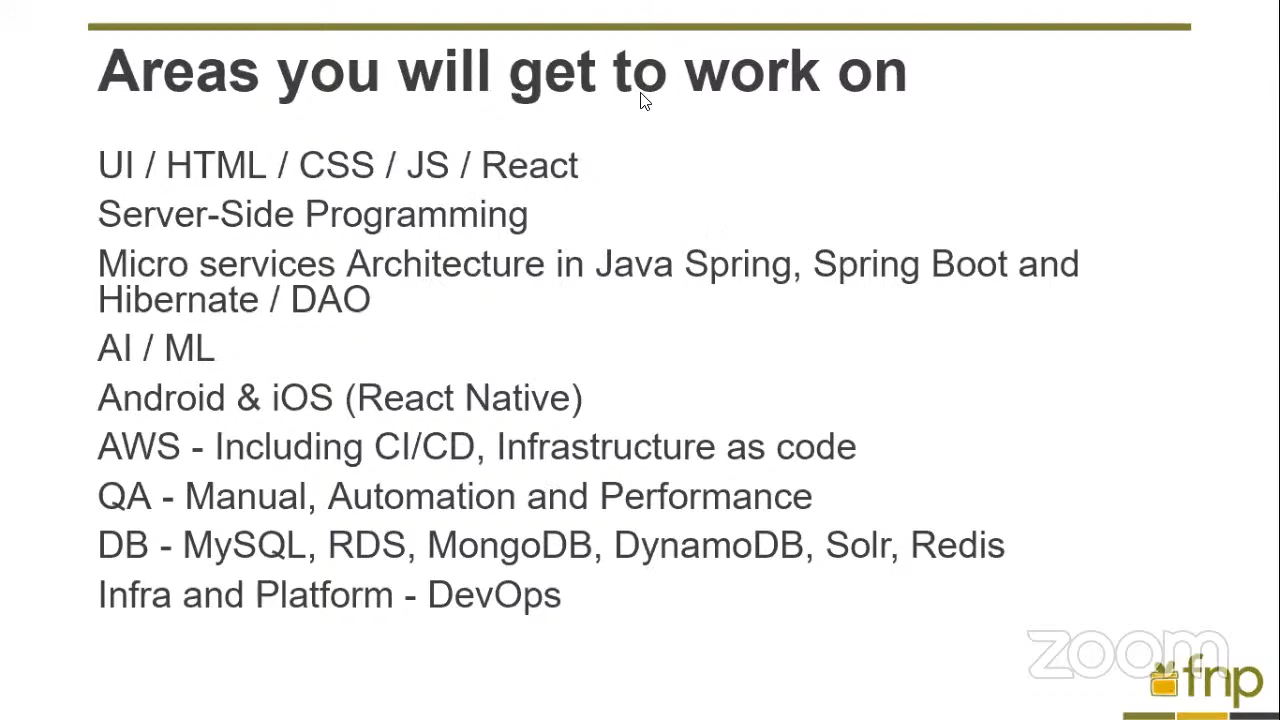 Areas you will get to work on
UI / HTML / CSS / JS / React
Server-Side Programming
Micro services Architecture in Java Spring, Spring Boot and
Hibernate / DAO
AI / ML
Android & iOS (React Native)
AWS - Including CI/CD, Infrastructure as code
QA - Manual, Automation and Performance
DB - MySQL, RDS, MongoDB, DynamoDB, Solr, Redis
Infra and Platform - DevOps
zoom
fnp